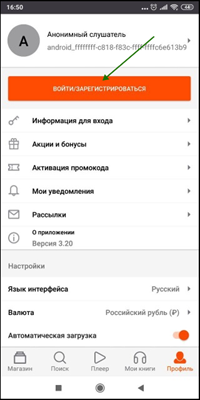 16:50
A
Анонимный слушатель
android_ffffffff-c818-f83c-ffff-ffffc6e613b9
ВОЙТИ/ЗАРЕГИСТРИРОВАТЬСЯ
Информация для входа
Акции и бонусы
Активация промокода
Мои уведомления
Рассылки
О приложении
Версия 3.20
Настройки
Язык интерфейса Русский
Валюта Российский рубль (₽)
Автоматическая загрузка
Магазин Поиск Плеер Мои книги Профиль